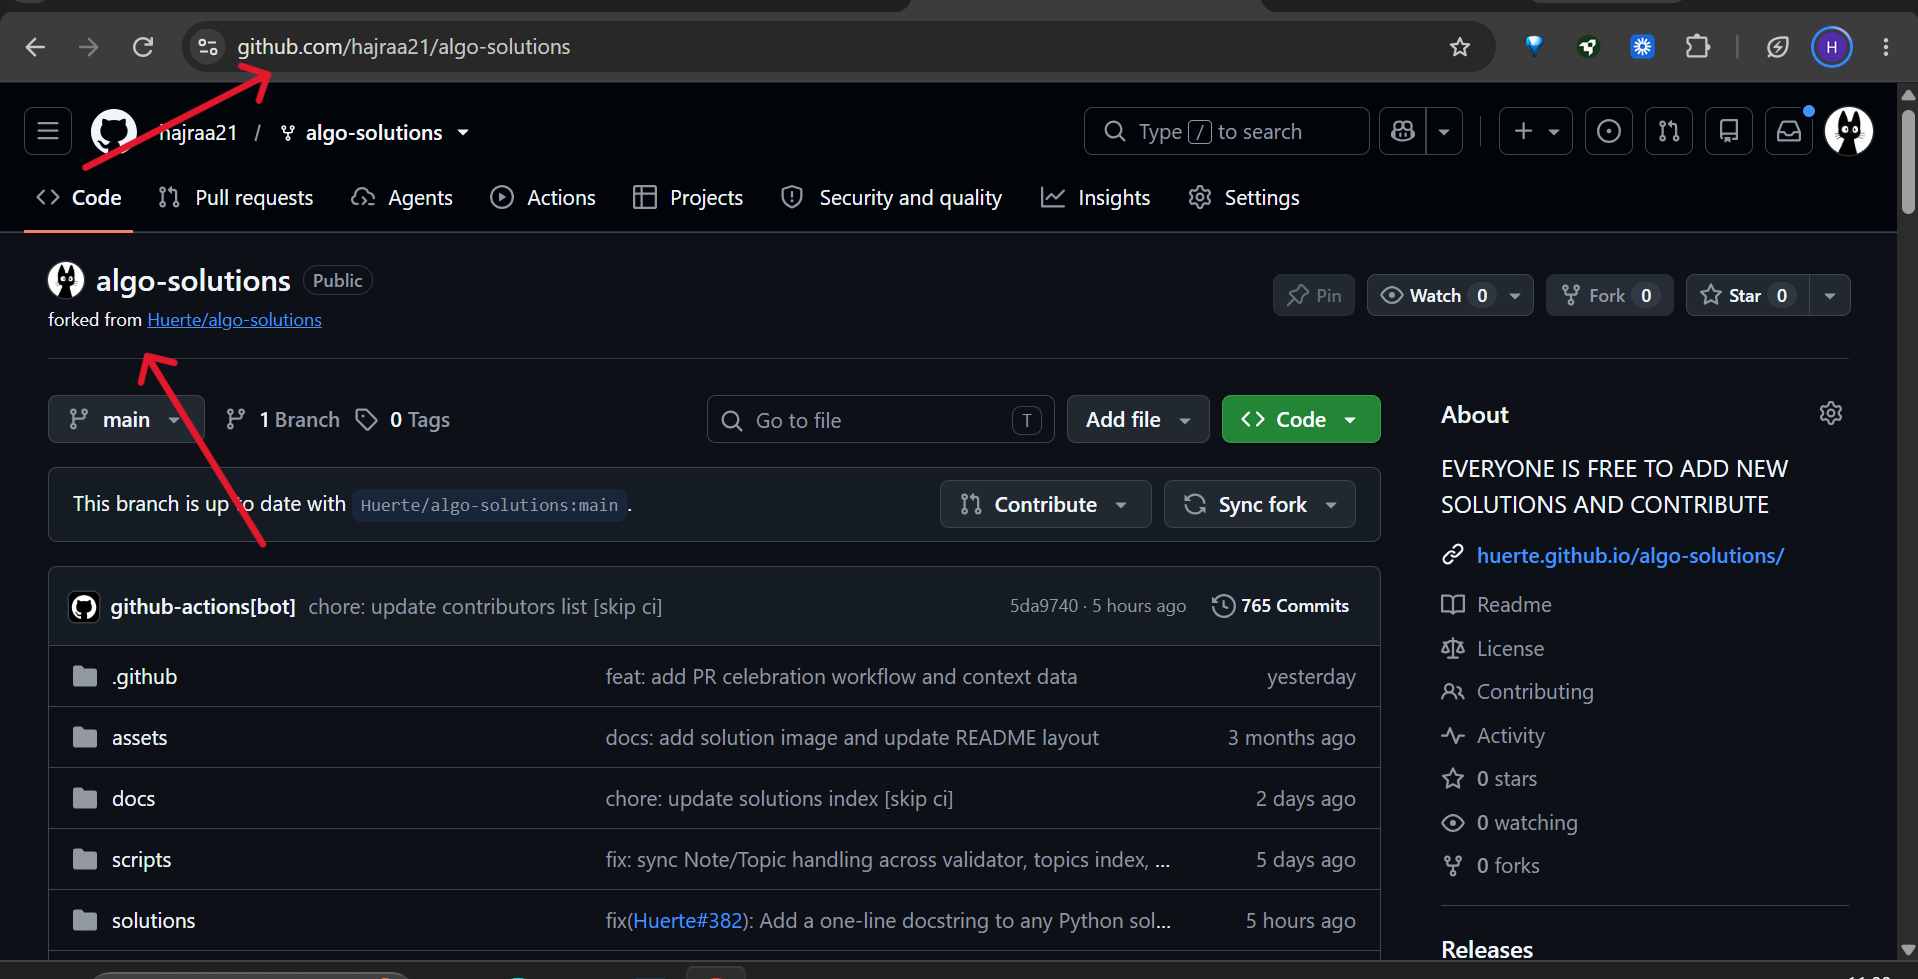 github.com/hajraa21/algo-solutions
H
hajraa21 / algo-solutions
Type / to search
Code Pull requests Agents Actions Projects Security and quality Insights Settings
algo-solutions Public
forked from Huerte/algo-solutions
Pin Watch 0 Fork 0 Star 0
main 1 Branch 0 Tags
Go to file T Add file Code
This branch is up to date with Huerte/algo-solutions:main .
Contribute Sync fork
github-actions[bot] chore: update contributors list [skip ci] 5da9740 · 5 hours ago 765 Commits
.github feat: add PR celebration workflow and context data yesterday
assets docs: add solution image and update README layout 3 months ago
docs chore: update solutions index [skip ci] 2 days ago
scripts fix: sync Note/Topic handling across validator, topics index, ... 5 days ago
solutions fix(Huerte#382): Add a one-line docstring to any Python sol... 5 hours ago
About
EVERYONE IS FREE TO ADD NEW
SOLUTIONS AND CONTRIBUTE
huerte.github.io/algo-solutions/
Readme
License
Contributing
Activity
0 stars
0 watching
0 forks
Releases